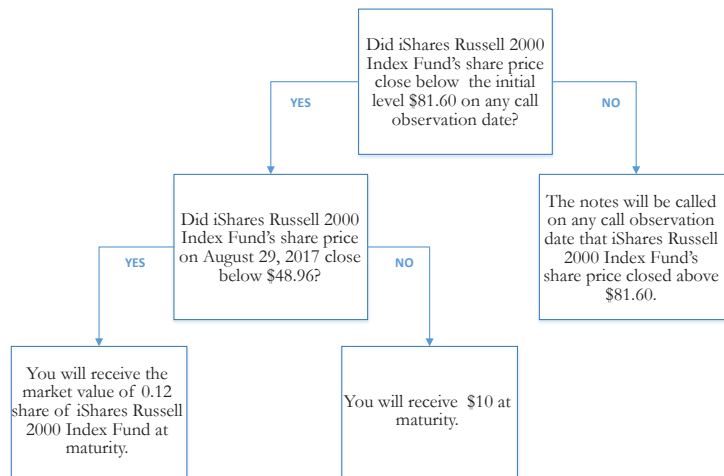 Did iShares Russell 2000
Index Fund's share price
close below the initial
level $81.60 on any call
observation date?
YES
NO
Did iShares Russell 2000
Index Fund's share price
on August 29, 2017 close
below $48.96?
The notes will be called
on any call observation
date that iShares Russell
2000 Index Fund's
share price closed above
$81.60.
YES
NO
You will receive the
market value of 0.12
share of iShares Russell
2000 Index Fund at
maturity.
You will receive $10 at
maturity.